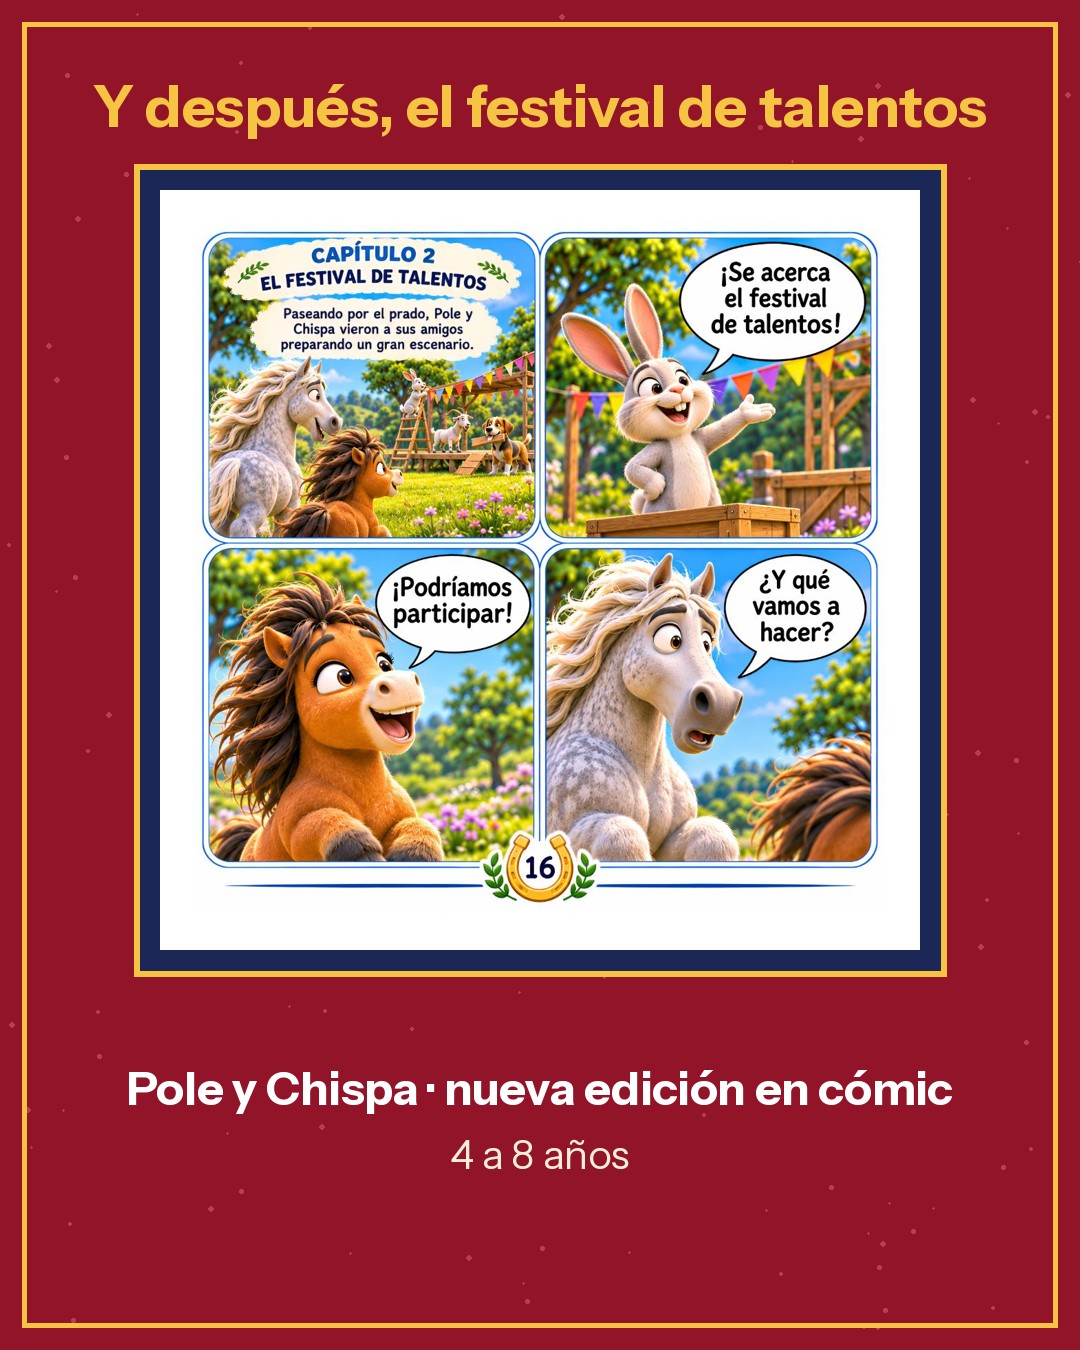 Y después, el festival de talentos
CAPÍTULO 2
EL FESTIVAL DE TALENTOS
Paseando por el prado, Pole y
Chispa vieron a sus amigos
preparando un gran escenario.
¡Se acerca
el festival
de talentos!
¡Podríamos
participar!
¿Y qué
vamos a
hacer?
16
Pole y Chispa · nueva edición en cómic
4 a 8 años